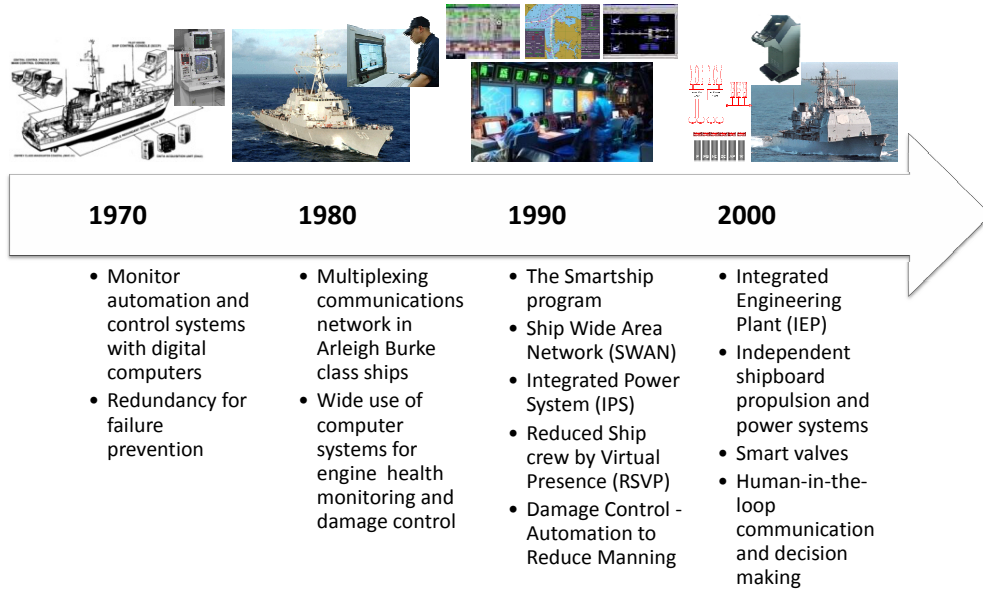 1970
1980
1990
2000
• Monitor
automation and
control systems
with digital
computers
• Redundancy for
failure
prevention
• Multiplexing
communications
network in
Arleigh Burke
class ships
• Wide use of
computer
systems for
engine health
monitoring and
damage control
• The Smartship
program
• Ship Wide Area
Network (SWAN)
• Integrated Power
System (IPS)
• Reduced Ship
crew by Virtual
Presence (RSVP)
• Damage Control -
Automation to
Reduce Manning
• Integrated
Engineering
Plant (IEP)
• Independent
shipboard
propulsion and
power systems
• Smart valves
• Human-in-the-
loop
communication
and decision
making